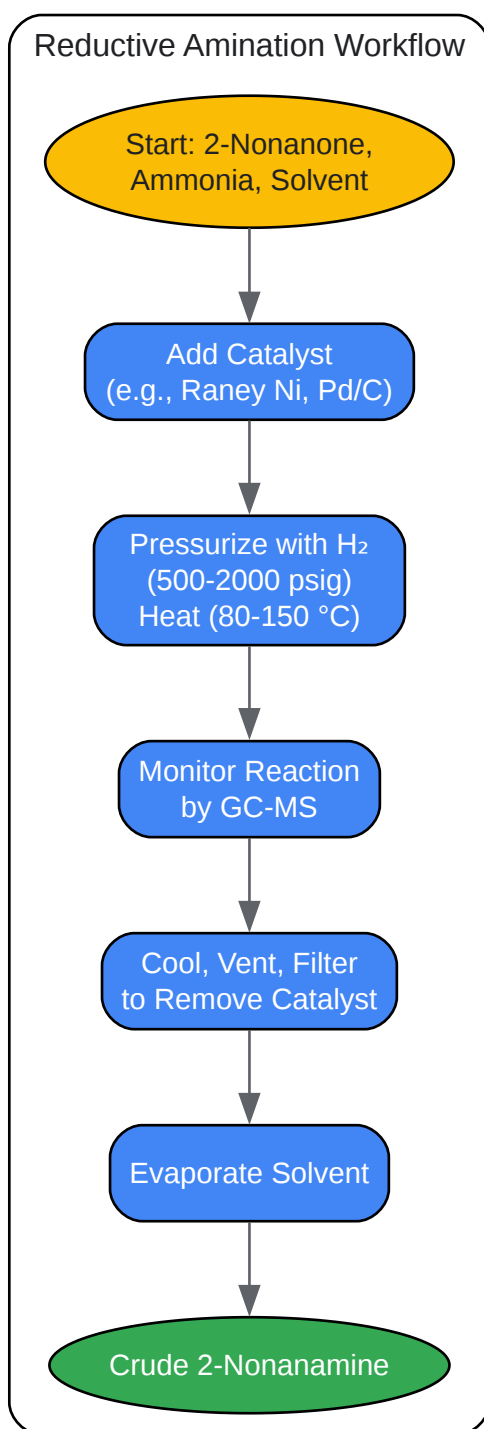 Reductive Amination Workflow
Start: 2-Nonanone,
Ammonia, Solvent
Add Catalyst
(e.g., Raney Ni, Pd/C)
Pressurize with H₂
(500-2000 psig)
Heat (80-150 °C)
Monitor Reaction
by GC-MS
Cool, Vent, Filter
to Remove Catalyst
Evaporate Solvent
Crude 2-Nonanamine